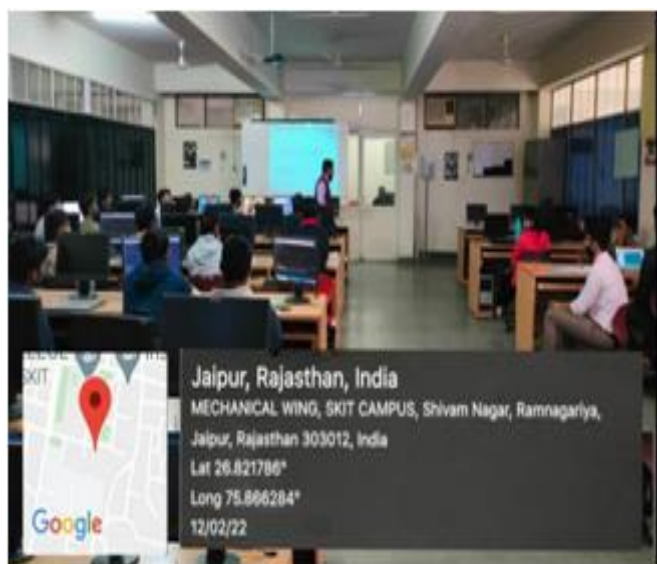 SKIT
Google
Jaipur, Rajasthan, India
MECHANICAL WING, SKIT CAMPUS, Shivam Nagar, Ramnagariya,
Jaipur, Rajasthan 303012, India
Lat 26.821786°
Long 75.866284°
12/02/22